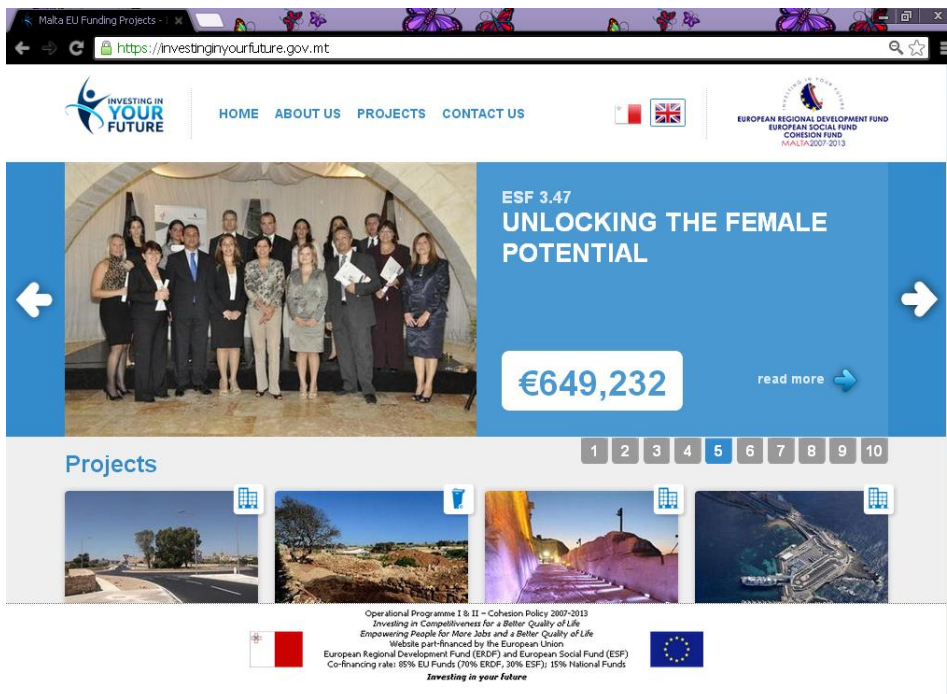 Malta EU Funding Projects -
https://investinginyourfuture.gov.mt
INVESTING IN
YOUR
FUTURE
HOME ABOUT US PROJECTS CONTACT US
INVESTING IN YOUR FUTURE
EUROPEAN REGIONAL DEVELOPMENT FUND
EUROPEAN SOCIAL FUND
COHESION FUND
MALTA 2007-2013
ESF 3.47
UNLOCKING THE FEMALE
POTENTIAL
€649,232
read more
1 2 3 4 5 6 7 8 9 10
Projects
Operational Programme I & II – Cohesion Policy 2007-2013
Investing in Competitiveness for a Better Quality of Life
Empowering People for More Jobs and a Better Quality of Life
Website part-financed by the European Union
European Regional Development Fund (ERDF) and European Social Fund (ESF)
Co-financing rate: 85% EU Funds (70% ERDF, 30% ESF); 15% National Funds
Investing in your future